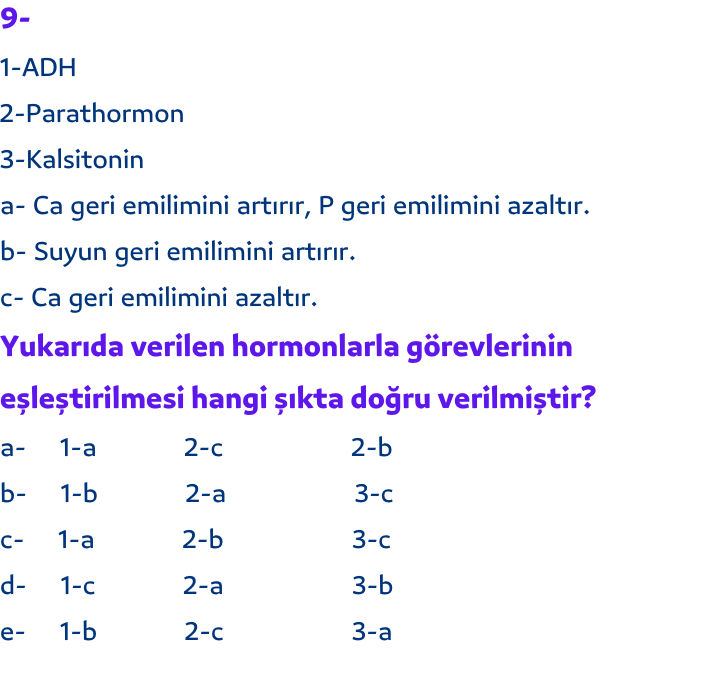 9-
1-ADH
2-Parathormon
3-Kalsitonin
a- Ca geri emilimini artırır, P geri emilimini azaltır.
b- Suyun geri emilimini artırır.
c- Ca geri emilimini azaltır.
Yukarıda verilen hormonlarla görevlerinin
eşleştirilmesi hangi şıkta doğru verilmiştir?
a- 1-a 2-c 2-b
b- 1-b 2-a 3-c
c- 1-a 2-b 3-c
d- 1-c 2-a 3-b
e- 1-b 2-c 3-a